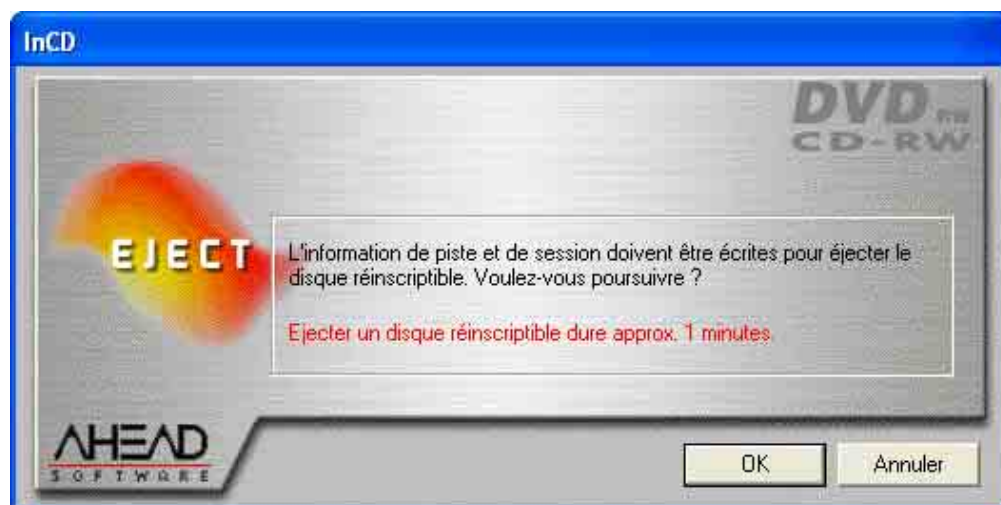 InCD
DVD
CD-RW
EJECT
L'information de piste et de session doivent être écrites pour éjecter le
disque réinscriptible. Voulez-vous poursuivre ?
Ejecter un disque réinscriptible dure approx. 1 minutes.
AHEAD
SOFTWARE
OK
Annuler